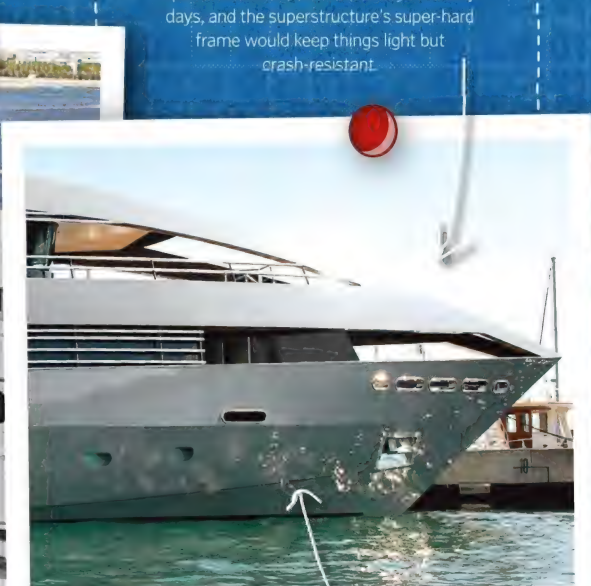 days, and the superstructure's super-hard
frame would keep things light but
crash-resistant